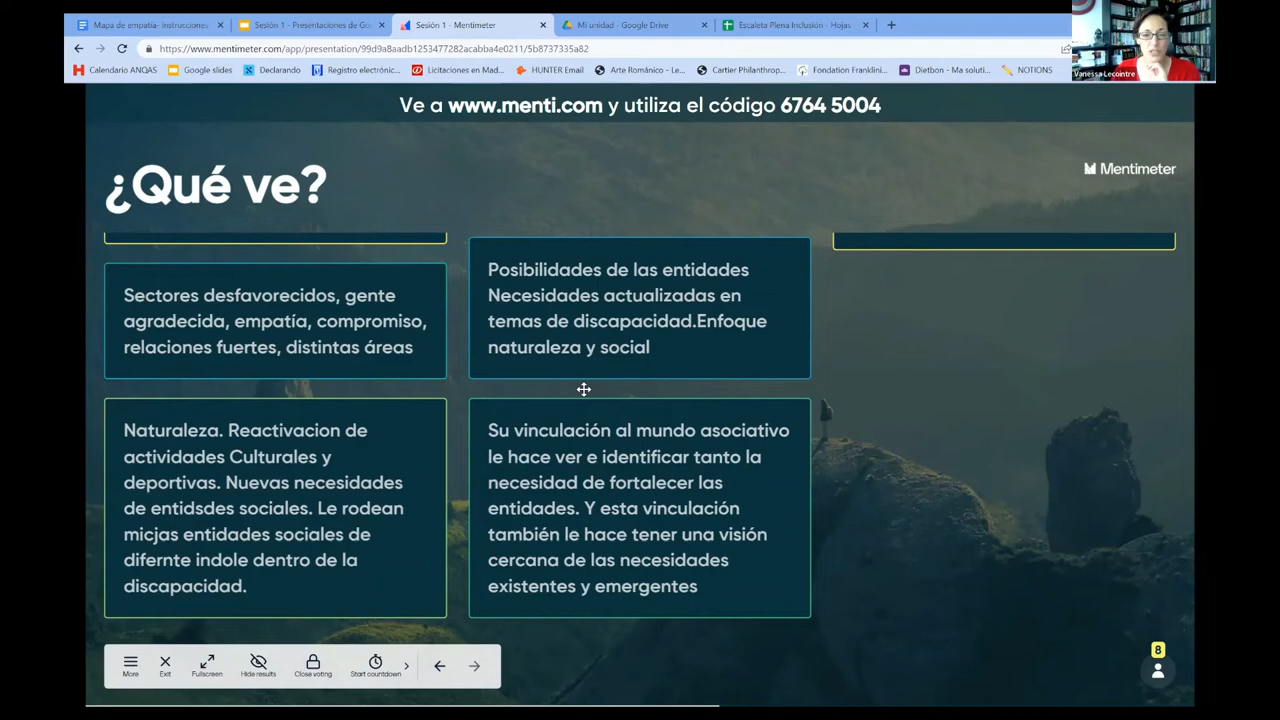 Mapa de empatía- instrucciones
Sesión 1 - Presentaciones de Go
Sesión 1 - Mentimeter
Mi unidad - Google Drive
Escaleta Plena Inclusión - Hojas
https://www.mentimeter.com/app/presentation/99d9a8aadb1253477282acabba4e0211/5b8737335a82
Calendario ANQAS
Google slides
Declarando
Registro electrónic...
Licitaciones en Mad...
HUNTER Email
Arte Románico - Le...
Cartier Philanthrop...
Fondation Franklini...
Dietbon - Ma soluti...
NOTIONS
Vanessa Lecointre
Ve a www.menti.com y utiliza el código 6764 5004
¿Qué ve?
Mentimeter
Sectores desfavorecidos, gente
agradecida, empatía, compromiso,
relaciones fuertes, distintas áreas
Posibilidades de las entidades
Necesidades actualizadas en
temas de discapacidad.Enfoque
naturaleza y social
Naturaleza. Reactivacion de
actividades Culturales y
deportivas. Nuevas necesidades
de entidsdes sociales. Le rodean
micjas entidades sociales de
difernte indole dentro de la
discapacidad.
Su vinculación al mundo asociativo
le hace ver e identificar tanto la
necesidad de fortalecer las
entidades. Y esta vinculación
también le hace tener una visión
cercana de las necesidades
existentes y emergentes
More
Exit
Fullscreen
Hide results
Close voting
Start countdown
8